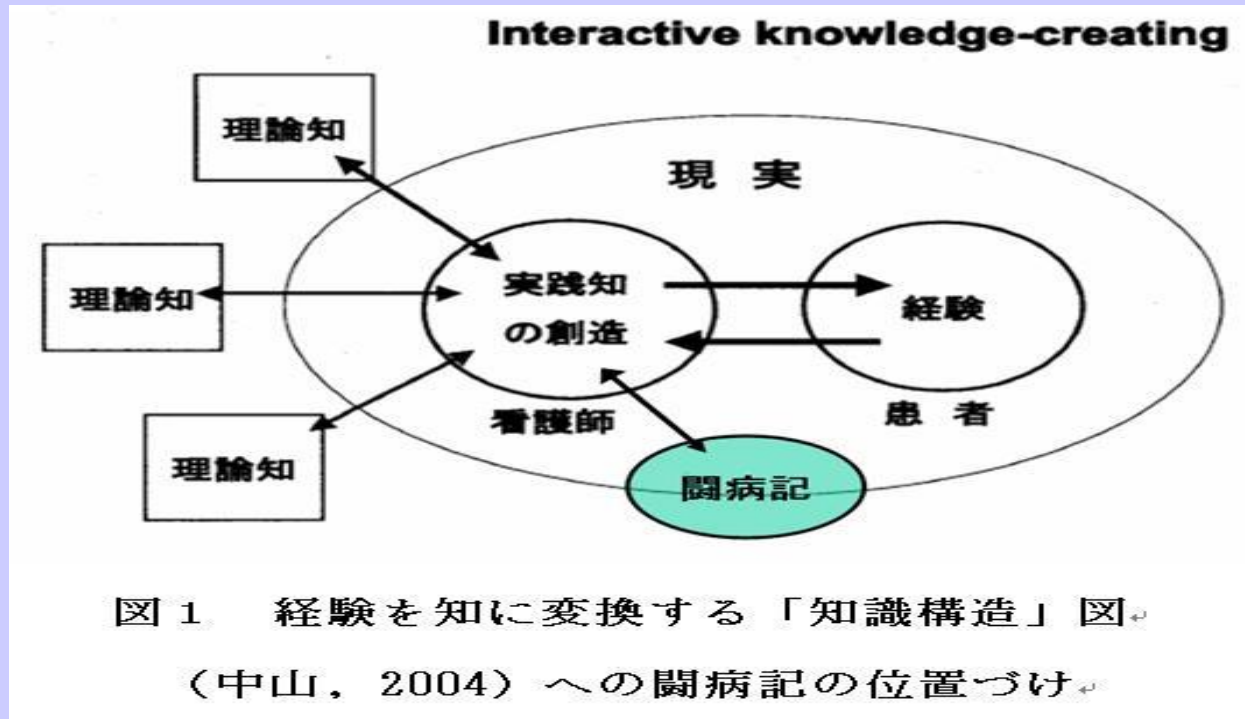 Interactive knowledge-creating
理論知
現 実
理論知
実践知
の創造
経験
看護師
患 者
理論知
闘病記
図１　経験を知に変換する「知識構造」図↵
（中山，2004）への闘病記の位置づけ↵